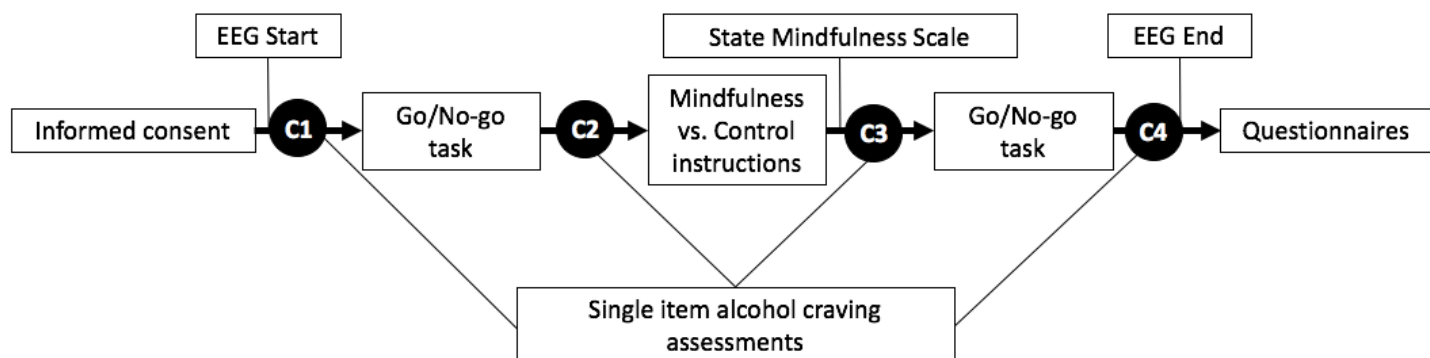 EEG Start
State Mindfulness Scale
EEG End
Informed consent
C1
Go/No-go
task
C2
Mindfulness
vs. Control
instructions
C3
Go/No-go
task
C4
Questionnaires
Single item alcohol craving
assessments